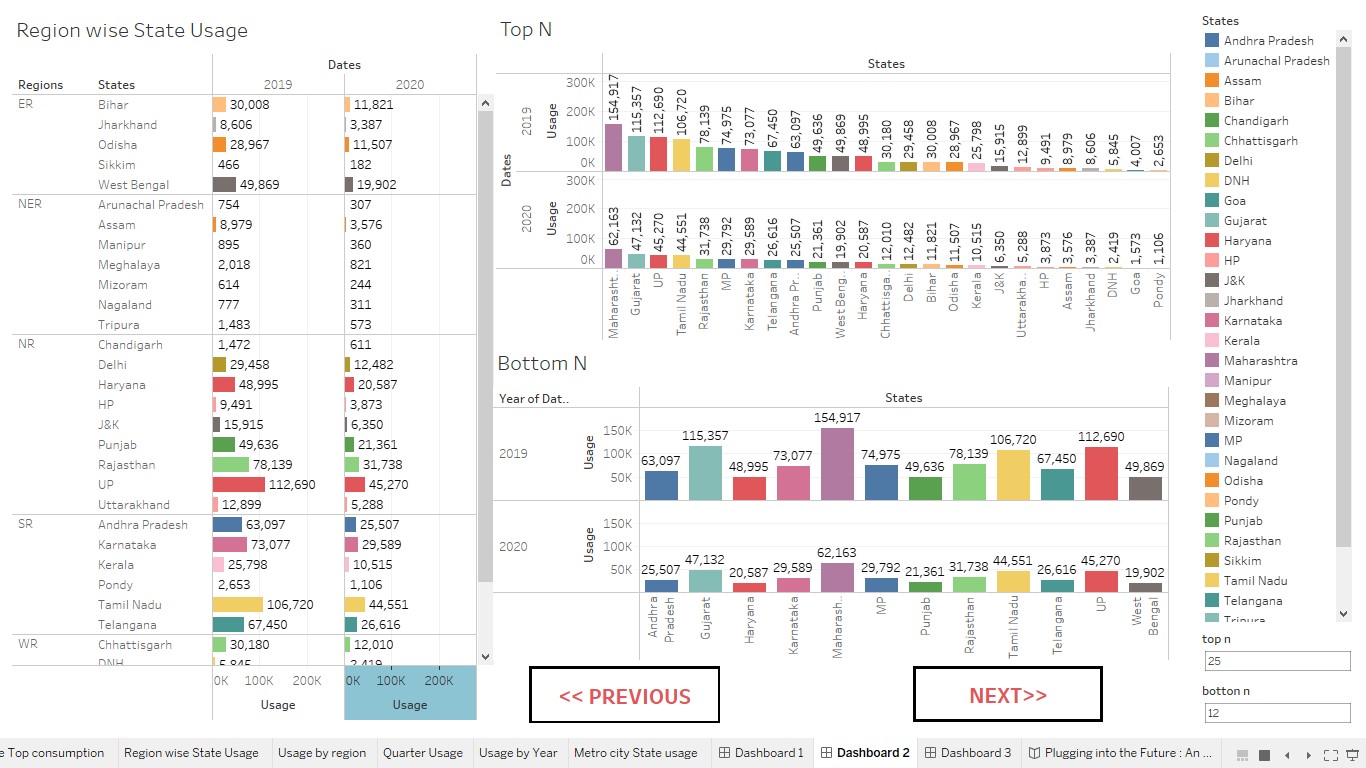 Region wise State Usage
Dates
Regions States 2019 2020
ER Bihar 30,008 11,821
Jharkhand 8,606 3,387
Odisha 28,967 11,507
Sikkim 466 182
West Bengal 49,869 19,902
NER Arunachal Pradesh 754 307
Assam 8,979 3,576
Manipur 895 360
Meghalaya 2,018 821
Mizoram 614 244
Nagaland 777 311
Tripura 1,483 573
NR Chandigarh 1,472 611
Delhi 29,458 12,482
Haryana 48,995 20,587
HP 9,491 3,873
J&K 15,915 6,350
Punjab 49,636 21,361
Rajasthan 78,139 31,738
UP 112,690 45,270
Uttarakhand 12,899 5,288
SR Andhra Pradesh 63,097 25,507
Karnataka 73,077 29,589
Kerala 25,798 10,515
Pondy 2,653 1,106
Tamil Nadu 106,720 44,551
Telangana 67,450 26,616
WR Chhattisgarh 30,180 12,010
DNH 5,845 2,419
0K 100K 200K 0K 100K 200K
Usage Usage
Top N
States
Dates
2019
Usage
300K
200K
100K
0K
154,917 115,357 112,690 106,720 78,139 74,975 73,077 67,450 63,097 49,636 49,869 48,995 30,180 29,458 30,008 28,967 25,798 15,915 12,899 9,491 8,979 8,606 5,845 4,007 2,653
2020
Usage
300K
200K
100K
0K
62,163 47,132 45,270 44,551 31,738 29,792 29,589 26,616 25,507 21,361 19,902 20,587 12,010 12,482 11,821 11,507 10,515 6,350 5,288 3,873 3,576 3,387 2,419 1,573 1,106
Maharasht.. Gujarat UP Tamil Nadu Rajasthan MP Karnataka Telangana Andhra Pr.. Punjab West Beng.. Haryana Chhattisga.. Delhi Bihar Odisha Kerala J&K Uttarakha.. HP Assam Jharkhand DNH Goa Pondy
Bottom N
Year of Dat..
States
2019
Usage
150K
100K
50K
63,097 115,357 48,995 73,077 154,917 74,975 49,636 78,139 106,720 67,450 112,690 49,869
2020
Usage
150K
100K
50K
25,507 47,132 20,587 29,589 62,163 29,792 21,361 31,738 44,551 26,616 45,270 19,902
Andhra Pradesh Gujarat Haryana Karnataka Maharash.. MP Punjab Rajasthan Tamil Nadu Telangana UP West Bengal
<< PREVIOUS
NEXT>>
States
Andhra Pradesh
Arunachal Pradesh
Assam
Bihar
Chandigarh
Chhattisgarh
Delhi
DNH
Goa
Gujarat
Haryana
HP
J&K
Jharkhand
Karnataka
Kerala
Maharashtra
Manipur
Meghalaya
Mizoram
MP
Nagaland
Odisha
Pondy
Punjab
Rajasthan
Sikkim
Tamil Nadu
Telangana
Tripura
top n
25
botton n
12
e Top consumption Region wise State Usage Usage by region Quarter Usage Usage by Year Metro city State usage Dashboard 1 Dashboard 2 Dashboard 3 Plugging into the Future : An ...